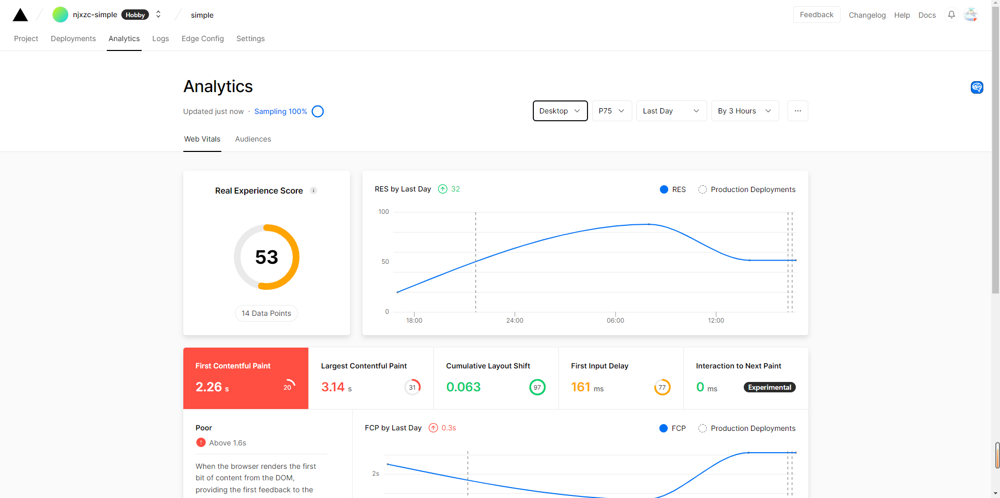 njxzc-simple Hobby simple Feedback Changelog Help Docs
Project Deployments Analytics Logs Edge Config Settings
Analytics
Updated just now · Sampling 100%
Desktop P75 Last Day By 3 Hours ...
Web Vitals Audiences
Real Experience Score i
53
14 Data Points
RES by Last Day 32 RES Production Deployments
100
50
0
18:00 24:00 06:00 12:00
First Contentful Paint
2.26 s 20
Largest Contentful Paint
3.14 s 31
Cumulative Layout Shift
0.063 97
First Input Delay
161 ms 77
Interaction to Next Paint
0 ms Experimental
Poor
! Above 1.6s
When the browser renders the first
bit of content from the DOM,
providing the first feedback to the
FCP by Last Day 0.3s FCP Production Deployments
2s